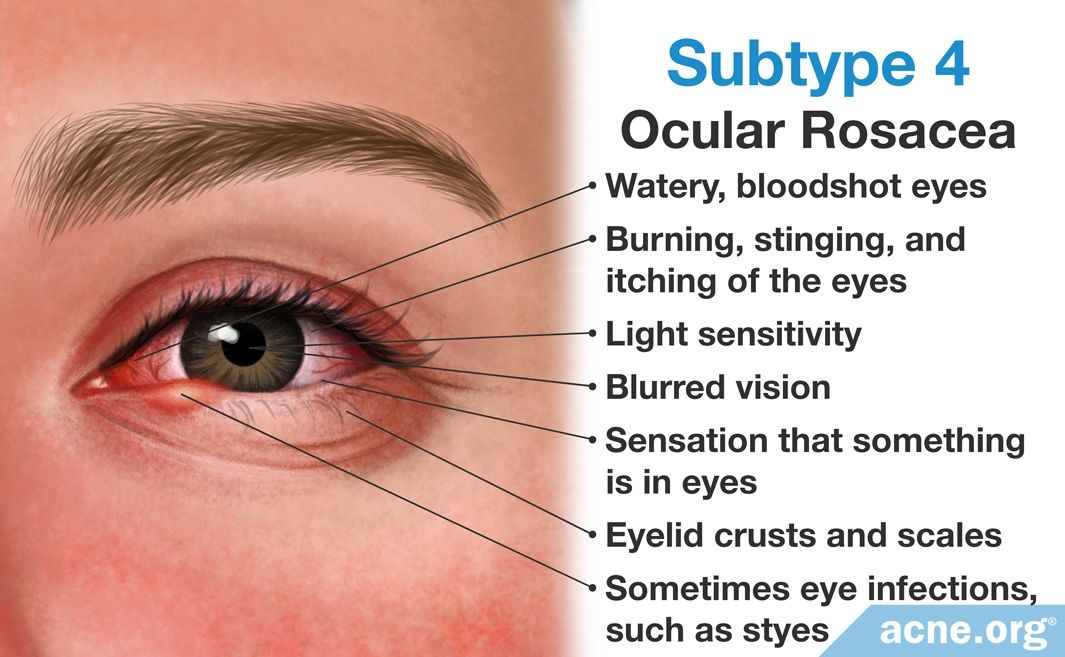 Subtype 4
Ocular Rosacea
Watery, bloodshot eyes
Burning, stinging, and
itching of the eyes
Light sensitivity
Blurred vision
Sensation that something
is in eyes
Eyelid crusts and scales
Sometimes eye infections,
such as styes
acne.org®